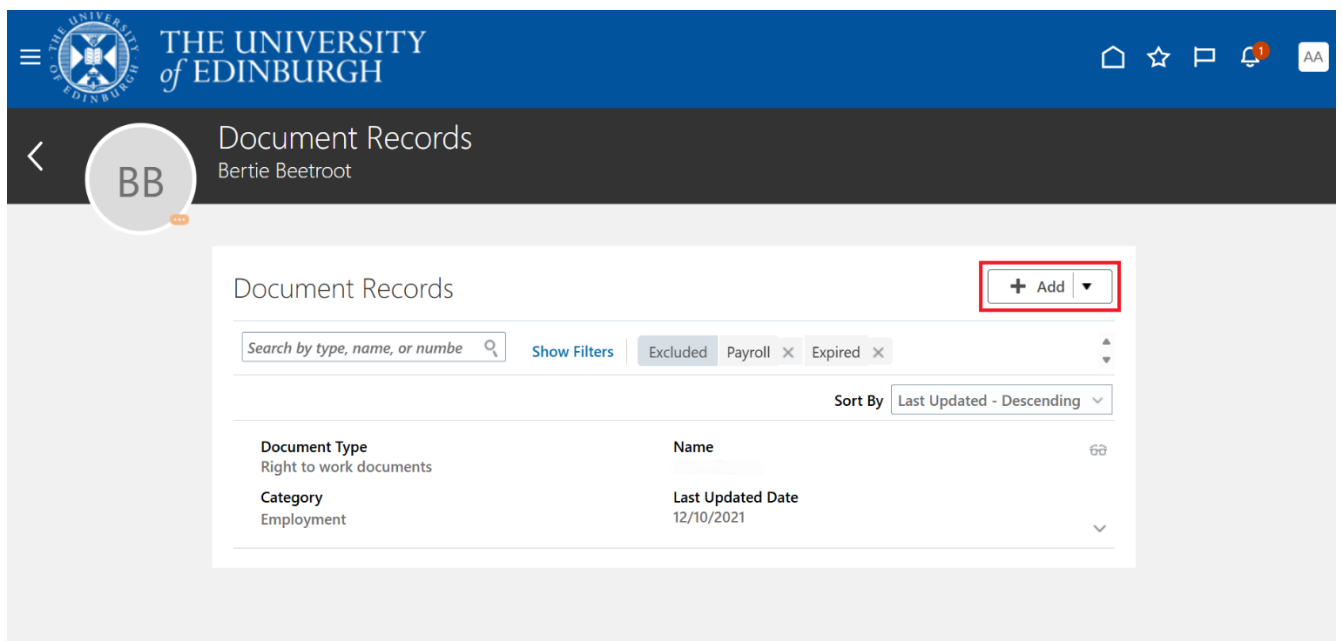 THE UNIVERSITY
of EDINBURGH
1
AA
BB
Document Records
Bertie Beetroot
Document Records
+ Add
Search by type, name, or numbe
Show Filters
Excluded Payroll Expired
Sort By Last Updated - Descending
Document Type Name
Right to work documents
Category Last Updated Date
Employment 12/10/2021